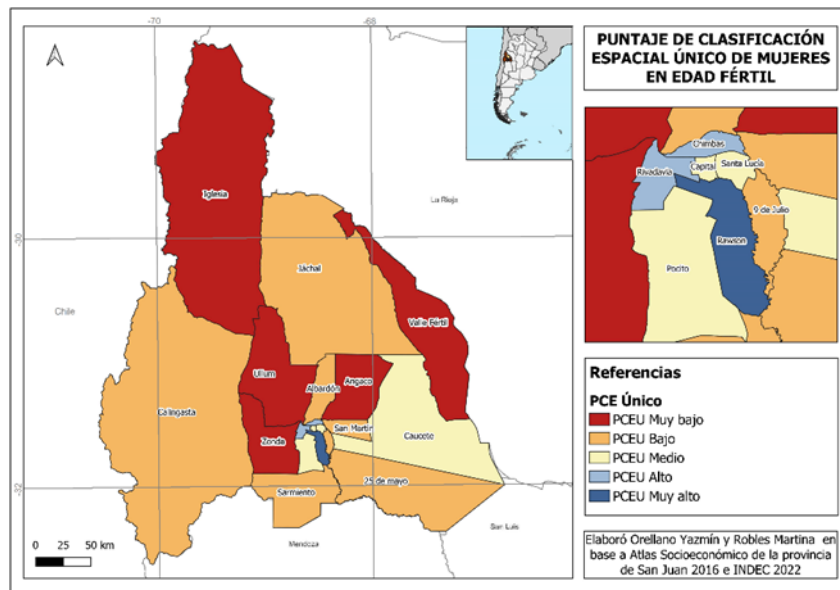 -70
-68
PUNTAJE DE CLASIFICACIÓN
ESPACIAL ÚNICO DE MUJERES
EN EDAD FÉRTIL
Chimbas
Capital
Santa Lucía
Rivadavia
9 de Julio
Rawson
Pocito
Iglesia
La Rioja
-30
Jáchal
Chile
Valle Fértil
Ullum
Albardón
Angaco
Calingasta
San Martín
Caucete
Zonda
25 de mayo
-32
Sarmiento
San Luis
Mendoza
0 25 50 km
Referencias
PCE Único
PCEU Muy bajo
PCEU Bajo
PCEU Medio
PCEU Alto
PCEU Muy alto
Elaboró Orellano Yazmín y Robles Martina en
base a Atlas Socioeconómico de la provincia
de San Juan 2016 e INDEC 2022